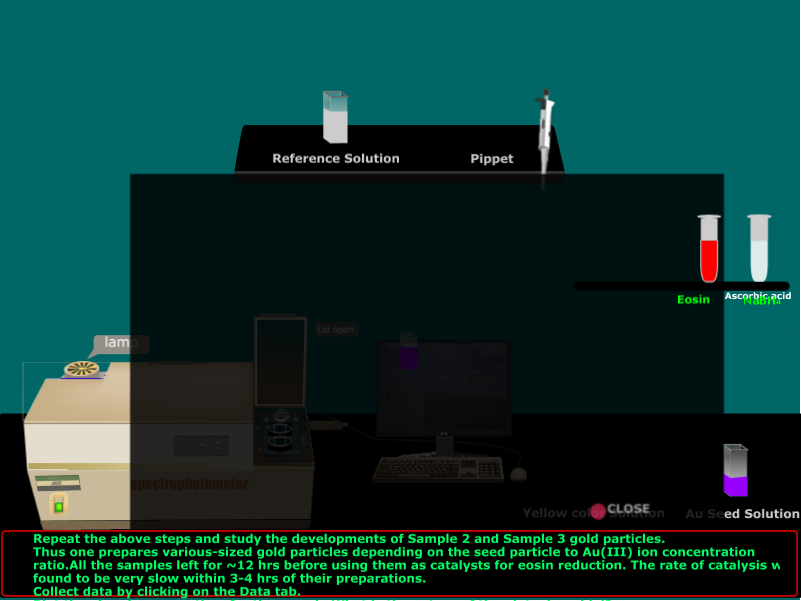 Reference Solution
Pippet
Eosin
Ascorbic acid
Lid open
lamp
spectrophotometer
Yellow color Solution
CLOSE
Au Seed Solution
Repeat the above steps and study the developments of Sample 2 and Sample 3 gold particles.
Thus one prepares various-sized gold particles depending on the seed particle to Au(III) ion concentration
ratio.All the samples left for ~12 hrs before using them as catalysts for eosin reduction. The rate of catalysis
found to be very slow within 3-4 hrs of their preparations.
Collect data by clicking on the Data tab.